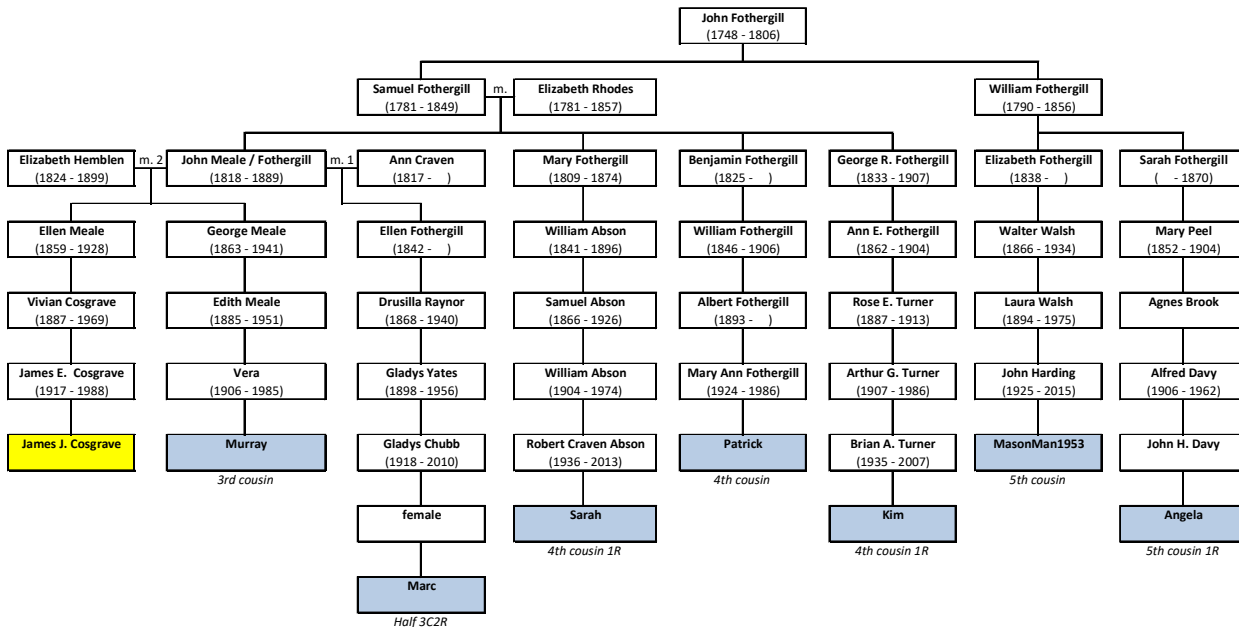 John Fothergill
(1748 - 1806)
Samuel Fothergill
(1781 - 1849)
m.
Elizabeth Rhodes
(1781 - 1857)
William Fothergill
(1790 - 1856)
Elizabeth Hemblen
(1824 - 1899)
m. 2
John Meale / Fothergill
(1818 - 1889)
m. 1
Ann Craven
(1817 - )
Mary Fothergill
(1809 - 1874)
Benjamin Fothergill
(1825 - )
George R. Fothergill
(1833 - 1907)
Elizabeth Fothergill
(1838 - )
Sarah Fothergill
( - 1870)
Ellen Meale
(1859 - 1928)
George Meale
(1863 - 1941)
Ellen Fothergill
(1842 - )
William Abson
(1841 - 1896)
William Fothergill
(1846 - 1906)
Ann E. Fothergill
(1862 - 1904)
Walter Walsh
(1866 - 1934)
Mary Peel
(1852 - 1904)
Vivian Cosgrave
(1887 - 1969)
Edith Meale
(1885 - 1951)
Drusilla Raynor
(1868 - 1940)
Samuel Abson
(1866 - 1926)
Albert Fothergill
(1893 - )
Rose E. Turner
(1887 - 1913)
Laura Walsh
(1894 - 1975)
Agnes Brook
James E. Cosgrave
(1917 - 1988)
Vera
(1906 - 1985)
Gladys Yates
(1898 - 1956)
William Abson
(1904 - 1974)
Mary Ann Fothergill
(1924 - 1986)
Arthur G. Turner
(1907 - 1986)
John Harding
(1925 - 2015)
Alfred Davy
(1906 - 1962)
James J. Cosgrave
Murray
3rd cousin
Gladys Chubb
(1918 - 2010)
Robert Craven Abson
(1936 - 2013)
Patrick
4th cousin
Brian A. Turner
(1935 - 2007)
MasonMan1953
5th cousin
John H. Davy
female
Sarah
4th cousin 1R
Kim
4th cousin 1R
Angela
5th cousin 1R
Marc
Half 3C2R